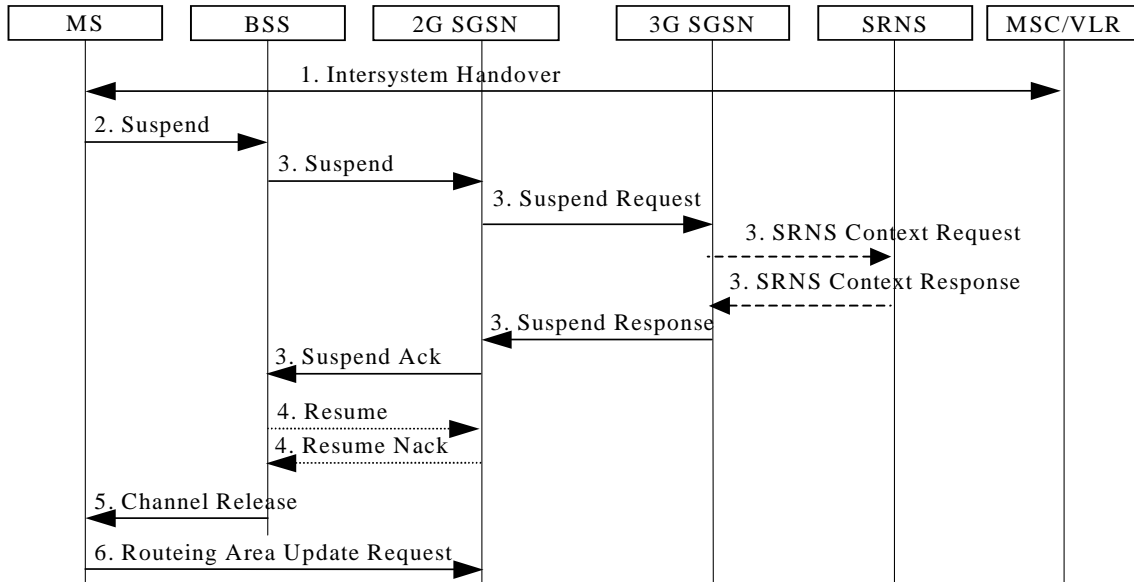 MS
BSS
2G SGSN
3G SGSN
SRNS
MSC/VLR
1. Intersystem Handover
2. Suspend
3. Suspend
3. Suspend Request
3. SRNS Context Request
3. SRNS Context Response
3. Suspend Response
3. Suspend Ack
4. Resume
4. Resume Nack
5. Channel Release
6. Routeing Area Update Request